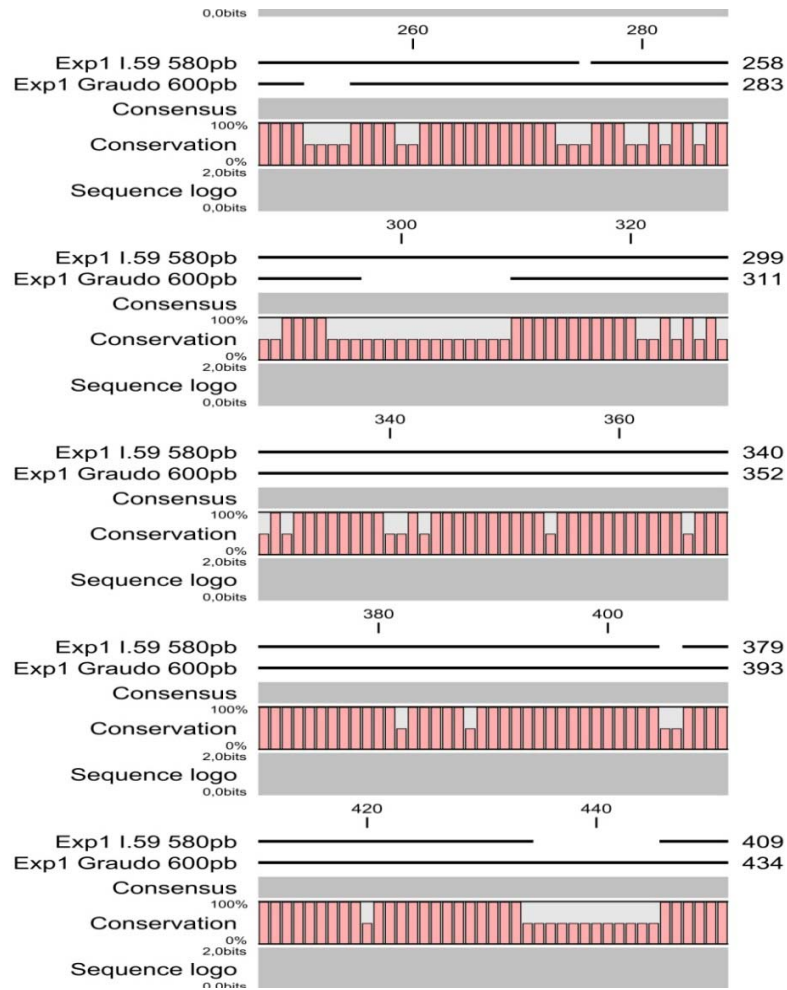 0,0bits
260 280
Exp1 I.59 580pb 258
Exp1 Graudo 600pb 283
Consensus
100%
Conservation
0%
2,0bits
Sequence logo
0,0bits
300 320
Exp1 I.59 580pb 299
Exp1 Graudo 600pb 311
Consensus
100%
Conservation
0%
2,0bits
Sequence logo
0,0bits
340 360
Exp1 I.59 580pb 340
Exp1 Graudo 600pb 352
Consensus
100%
Conservation
0%
2,0bits
Sequence logo
0,0bits
380 400
Exp1 I.59 580pb 379
Exp1 Graudo 600pb 393
Consensus
100%
Conservation
0%
2,0bits
Sequence logo
0,0bits
420 440
Exp1 I.59 580pb 409
Exp1 Graudo 600pb 434
Consensus
100%
Conservation
0%
2,0bits
Sequence logo
0,0bits